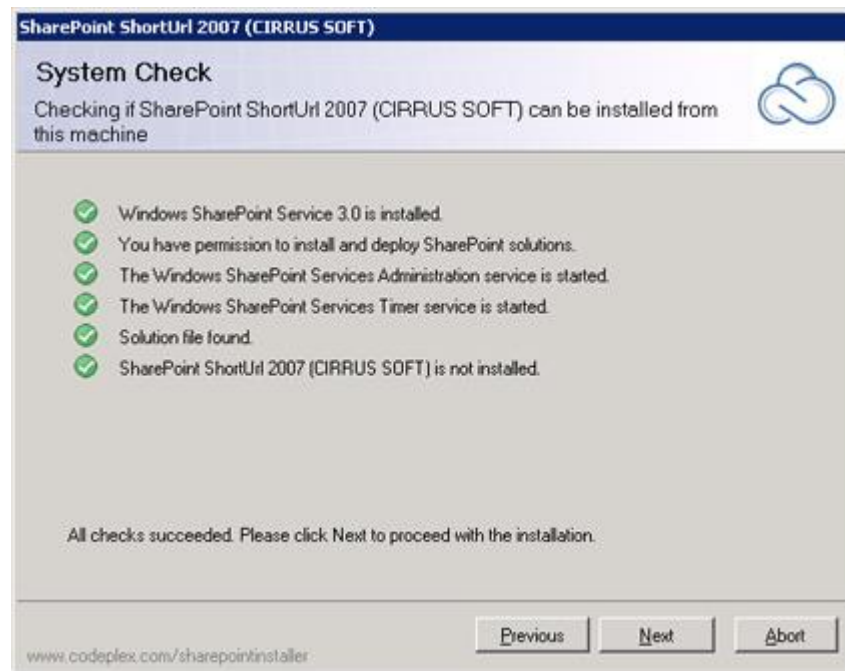 SharePoint ShortUrl 2007 (CIRRUS SOFT)
System Check
Checking if SharePoint ShortUrl 2007 (CIRRUS SOFT) can be installed from
this machine
Windows SharePoint Service 3.0 is installed.
You have permission to install and deploy SharePoint solutions.
The Windows SharePoint Services Administration service is started.
The Windows SharePoint Services Timer service is started.
Solution file found.
SharePoint ShortUrl 2007 (CIRRUS SOFT) is not installed.
All checks succeeded. Please click Next to proceed with the installation.
Previous Next Abort
www.codeplex.com/sharepointinstaller